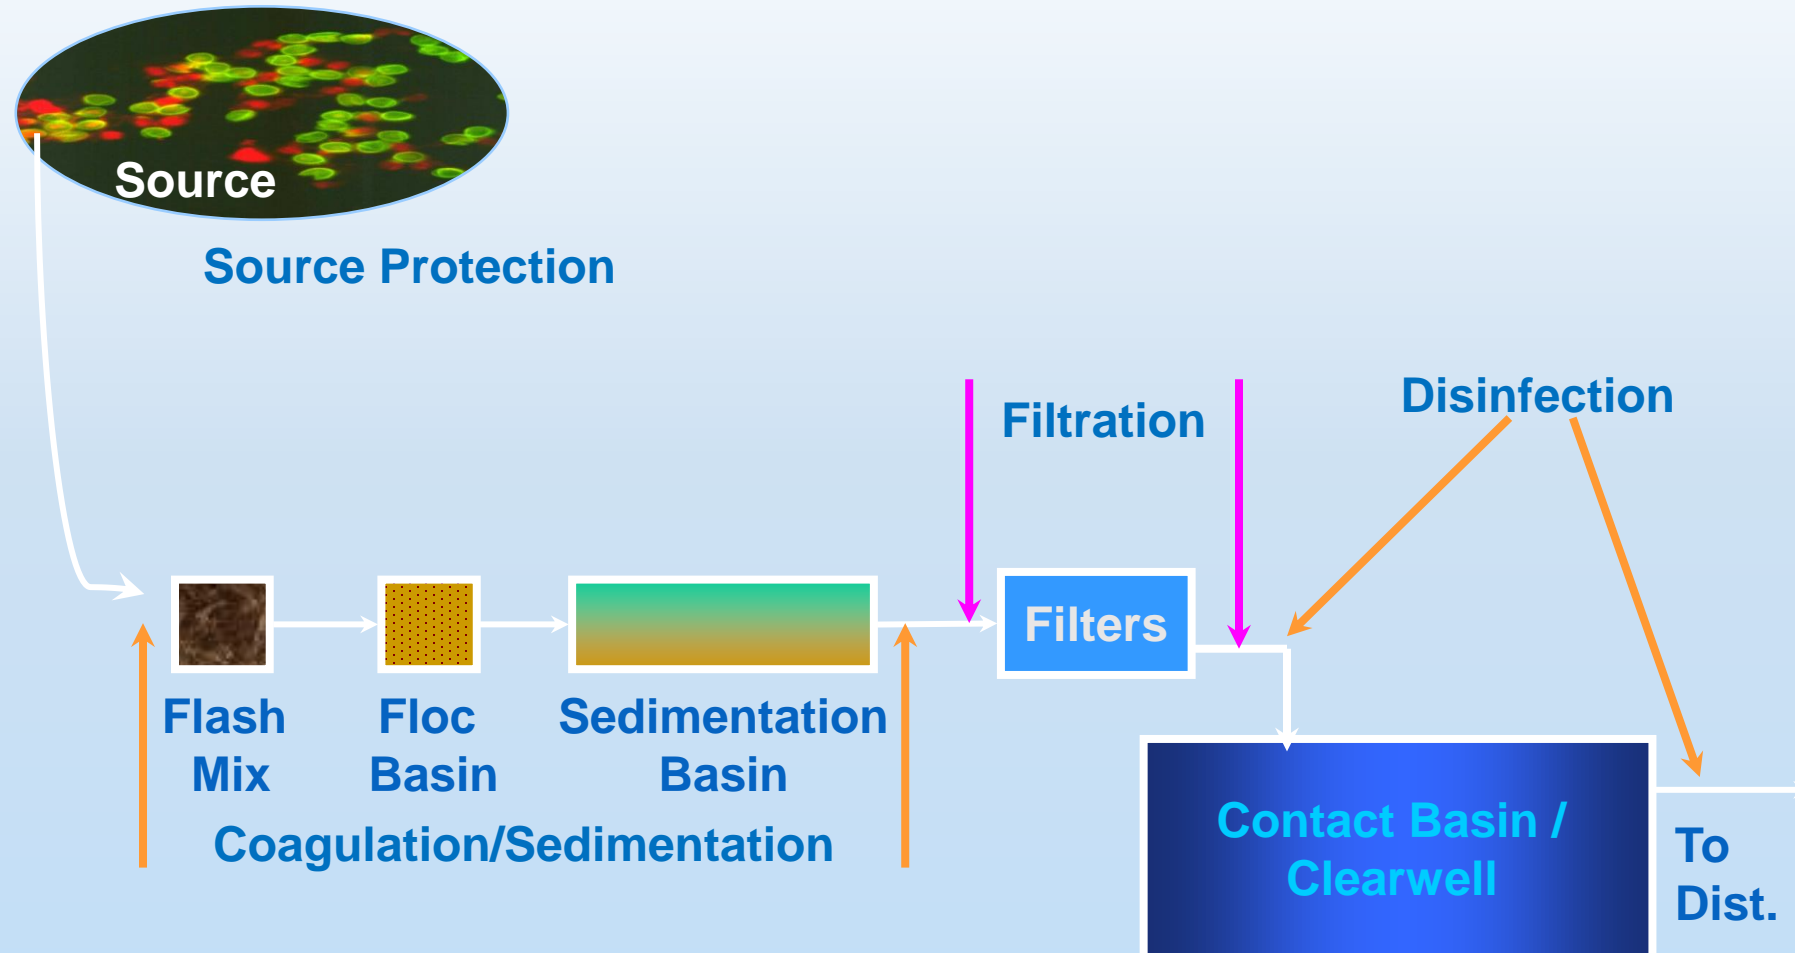 Source
Source Protection
Disinfection
Filtration
Filters
Flash
Mix
Floc
Basin
Sedimentation
Basin
Coagulation/Sedimentation
Contact Basin /
Clearwell
To
Dist.